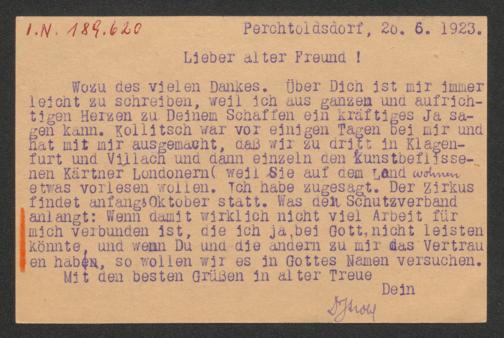 I.N. 189.620
Perchtoldsdorf, 20. 6. 1923.
Lieber alter Freund !
Wozu des vielen Dankes. Über Dich ist mir immer
leicht zu schreiben, weil ich aus ganzen und aufrich-
tigen Herzen zu Deinem Schaffen ein kräftiges Ja sa-
gen kann. Kollitsch war vor einigen Tagen bei mir und
hat mit mir ausgemacht, daß wir zu dritt in Klagen-
furt und Villach und dann einzeln den Kunstbeflisse-
nen Kärtner Londonern( weil Sie auf dem Land wohnen
etwas vorlesen wollen. Ich habe zugesagt. Der Zirkus
findet anfangs Oktober statt. Was den Schutzverband
anlangt: Wenn damit wirklich nicht viel Arbeit für
mich verbunden ist, die ich ja, bei Gott, nicht leisten
könnte, und wenn Du und die andern zu mir das Vertrau
en haben, so wollen wir es in Gottes Namen versuchen.
Mit den besten Grüßen in alter Treue
Dein